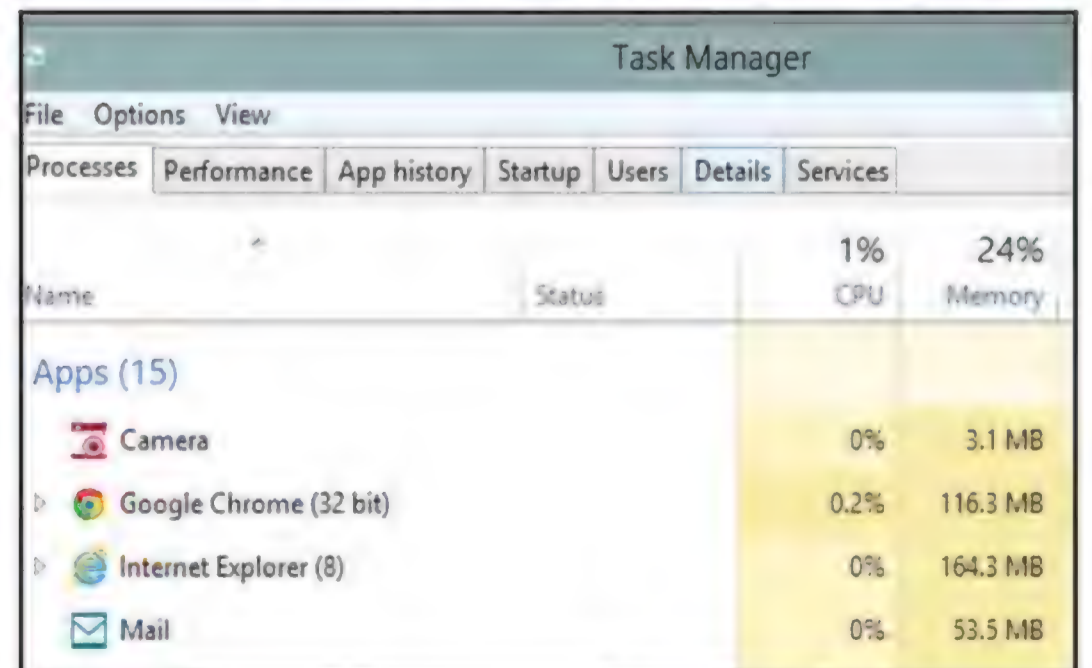 Task Manager
File Options View
Processes Performance App history Startup Users Details Services
1% 24%
Name Status CPU Memory
Apps (15)
Camera 0% 3.1 MB
Google Chrome (32 bit) 0.2% 116.3 MB
Internet Explorer (8) 0% 164.3 MB
Mail 0% 53.5 MB